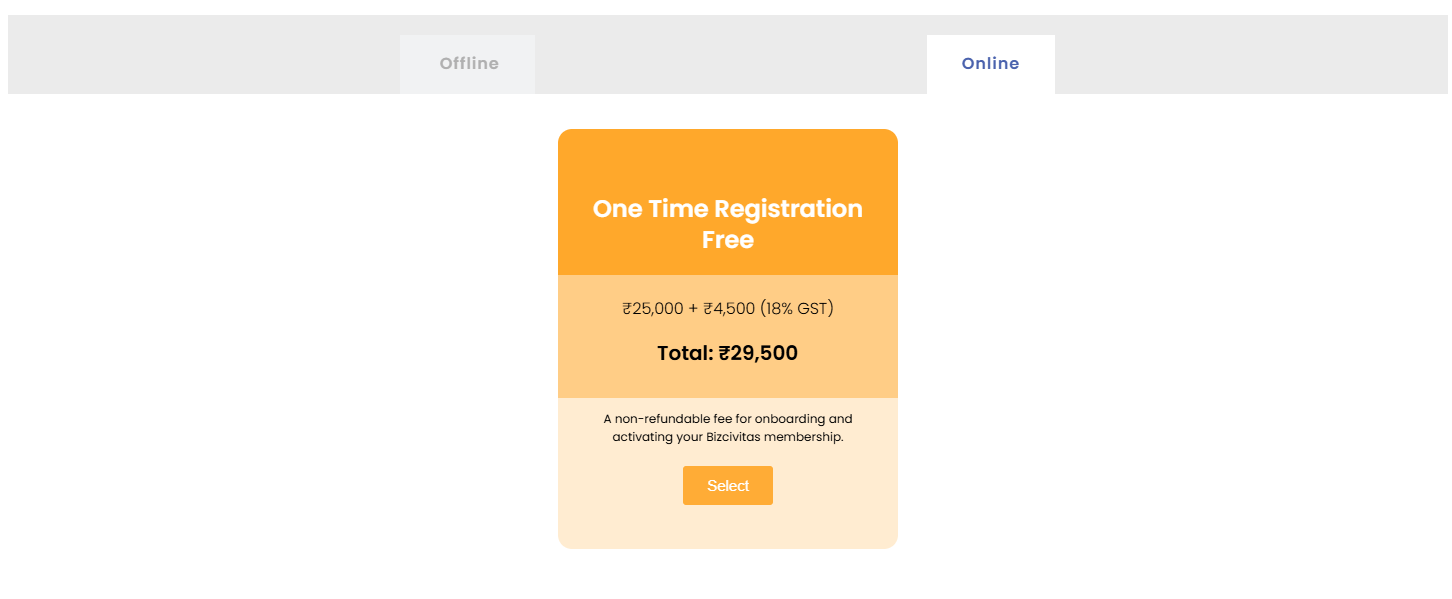 Offline
Online
One Time Registration
Free
₹25,000 + ₹4,500 (18% GST)
Total: ₹29,500
A non-refundable fee for onboarding and
activating your Bizcivitas membership.
Select